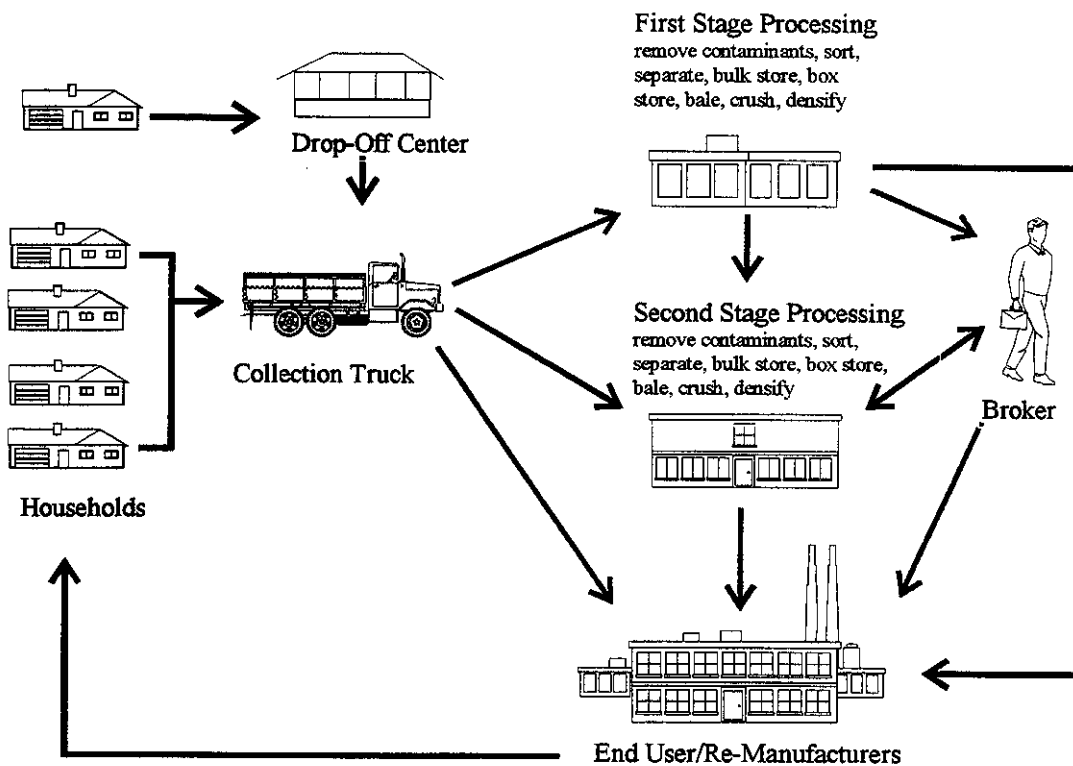 First Stage Processing
remove contaminants, sort,
separate, bulk store, box
store, bale, crush, densify
Drop-Off Center
Second Stage Processing
remove contaminants, sort,
separate, bulk store, box store,
bale, crush, densify
Collection Truck
Broker
Households
End User/Re-Manufacturers